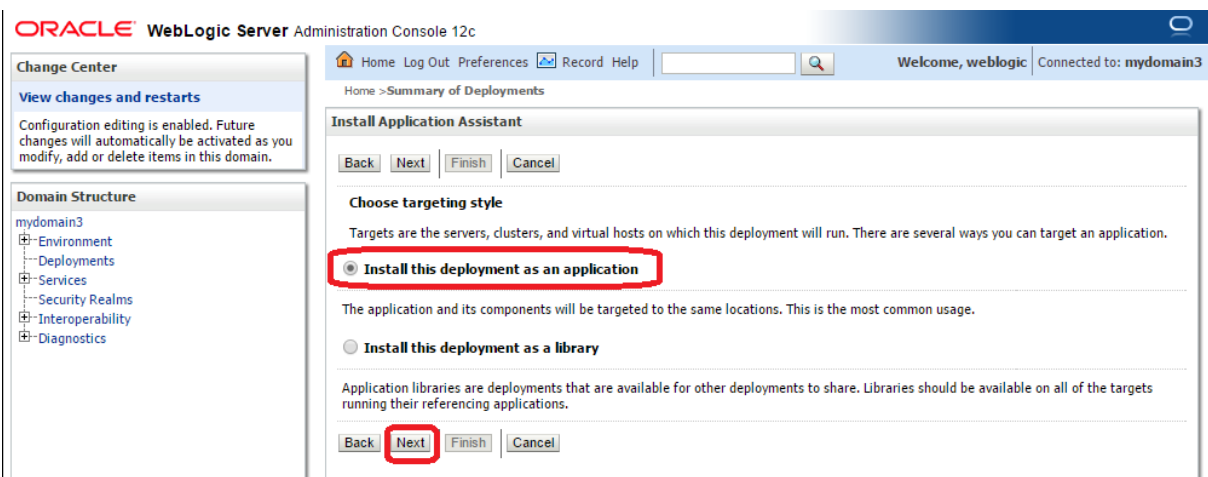 ORACLE WebLogic Server Administration Console 12c
Change Center
View changes and restarts
Configuration editing is enabled. Future
changes will automatically be activated as you
modify, add or delete items in this domain.
Domain Structure
mydomain3
Environment
Deployments
Services
Security Realms
Interoperability
Diagnostics
Home Log Out Preferences Record Help
Welcome, weblogic Connected to: mydomain3
Home >Summary of Deployments
Install Application Assistant
Back Next Finish Cancel
Choose targeting style
Targets are the servers, clusters, and virtual hosts on which this deployment will run. There are several ways you can target an application.
Install this deployment as an application
The application and its components will be targeted to the same locations. This is the most common usage.
Install this deployment as a library
Application libraries are deployments that are available for other deployments to share. Libraries should be available on all of the targets
running their referencing applications.
Back Next Finish Cancel